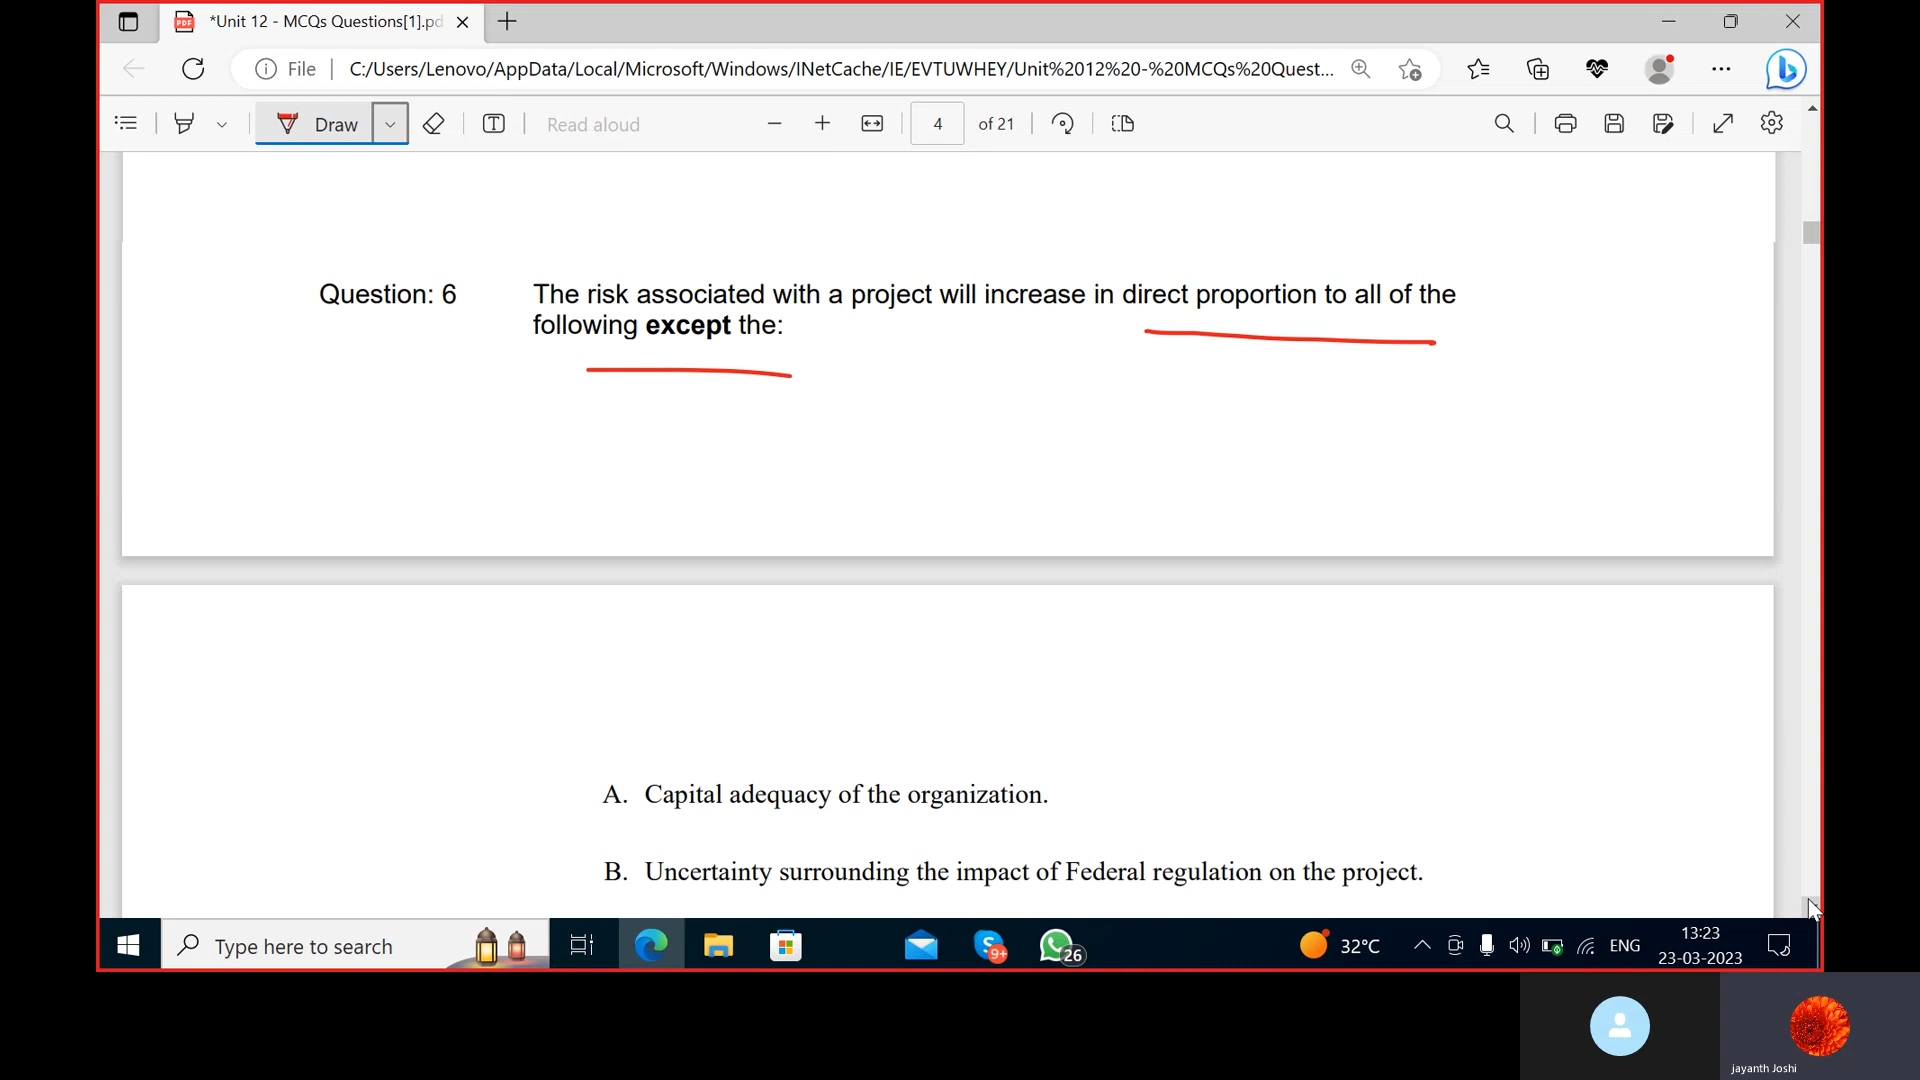 *Unit 12 - MCQs Questions[1].pd
File
C:/Users/Lenovo/AppData/Local/Microsoft/Windows/INetCache/IE/EVTUWHEY/Unit%2012%20-%20MCQs%20Quest...
Draw
Read aloud
4 of 21
Question: 6 The risk associated with a project will increase in direct proportion to all of the
following except the:
A. Capital adequacy of the organization.
B. Uncertainty surrounding the impact of Federal regulation on the project.
Type here to search
9+
26
32°C
ENG
13:23
23-03-2023
jayanth Joshi